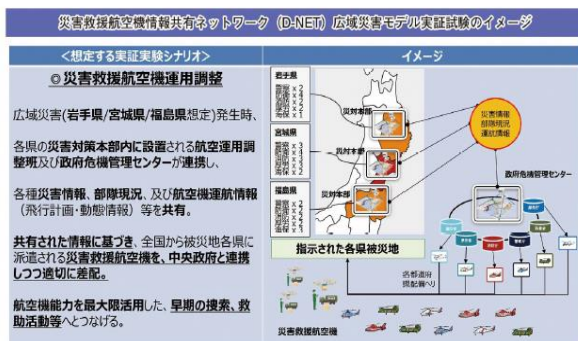 災害救援航空機情報共有ネットワーク（D-NET）広域災害モデル実証試験のイメージ
＜想定する実証実験シナリオ＞
◎災害救援航空機運用調整
広域災害(岩手県/宮城県/福島県想定)発生時、
各県の災害対策本部内に設置される航空運用調
整班及び政府危機管理センターが連携し、
各種災害情報、部隊現況、及び航空機運航情報
（飛行計画・動態情報）等を共有。
共有された情報に基づき、全国から被災地各県に
派遣される災害救援航空機を、中央政府と連携
しつつ適切に差配。
航空機能力を最大限活用した、早期の捜索、救
助活動等へとつなげる。
イメージ
岩手県
宮城県
福島県
災対本部
災対本部
災対本部
災害情報
部隊現況
運航情報
政府危機管理センター
指示された各県被災地
各都道府
県配備ヘリ
災害救援航空機